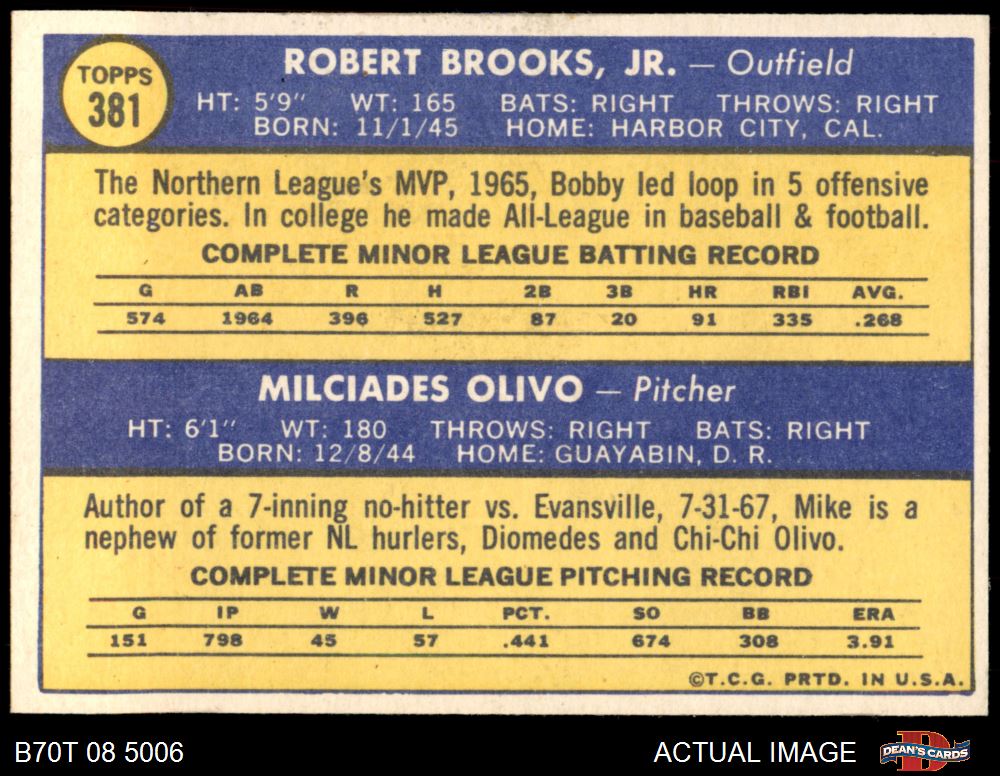 TOPPS
381
ROBERT BROOKS, JR. — Outfield
HT: 5'9" WT: 165 BATS: RIGHT THROWS: RIGHT
BORN: 11/1/45 HOME: HARBOR CITY, CAL.
The Northern League's MVP, 1965, Bobby led loop in 5 offensive
categories. In college he made All-League in baseball & football.
COMPLETE MINOR LEAGUE BATTING RECORD
G AB R H 2B 3B HR RBI AVG.
574 1964 396 527 87 20 91 335 .268
MILCIADES OLIVO — Pitcher
HT: 6'1" WT: 180 THROWS: RIGHT BATS: RIGHT
BORN: 12/8/44 HOME: GUAYABIN, D. R.
Author of a 7-inning no-hitter vs. Evansville, 7-31-67, Mike is a
nephew of former NL hurlers, Diomedes and Chi-Chi Olivo.
COMPLETE MINOR LEAGUE PITCHING RECORD
G IP W L PCT. SO BB ERA
151 798 45 57 .441 674 308 3.91
©T.C.G. PRTD. IN U.S.A.
B70T 08 5006
ACTUAL IMAGE
D
DEAN'S CARDS